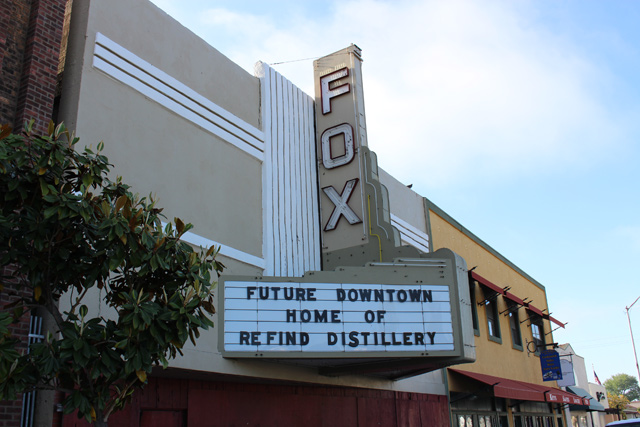 FOX
FUTURE DOWNTOWN
HOME OF
REFIND DISTILLERY